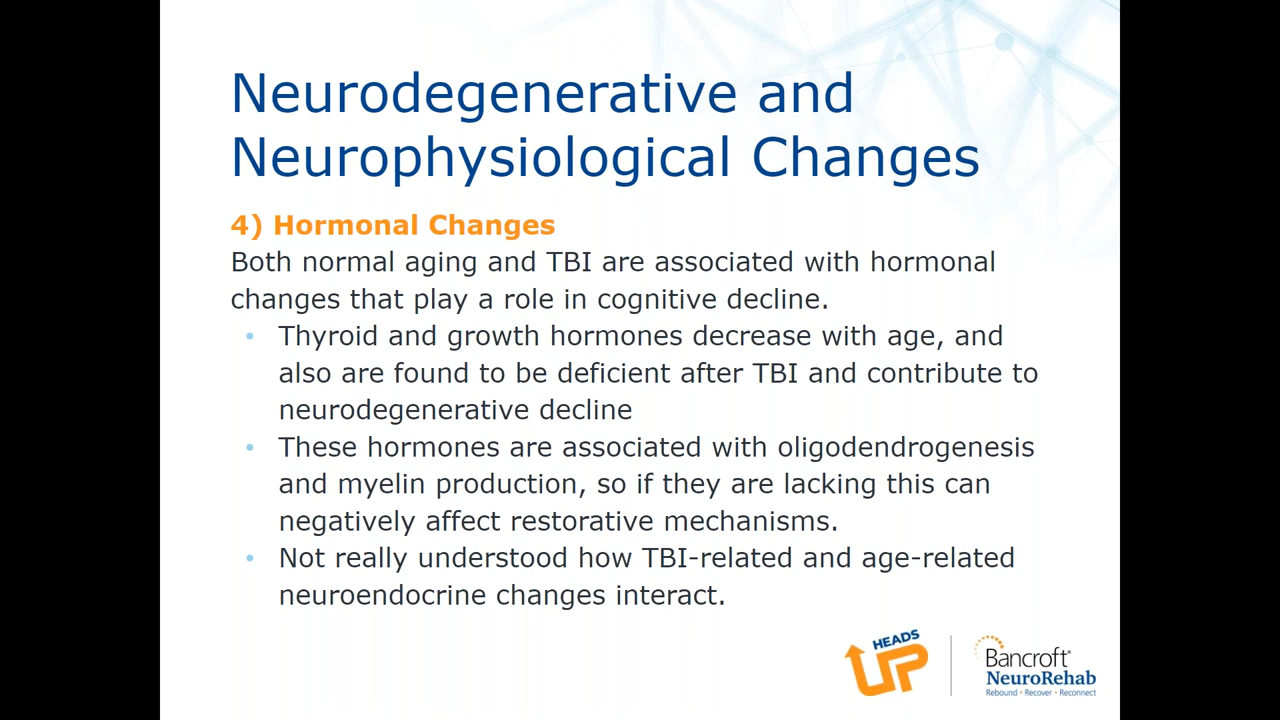 Neurodegenerative and
Neurophysiological Changes
4) Hormonal Changes
Both normal aging and TBI are associated with hormonal
changes that play a role in cognitive decline.
• Thyroid and growth hormones decrease with age, and
also are found to be deficient after TBI and contribute to
neurodegenerative decline
• These hormones are associated with oligodendrogenesis
and myelin production, so if they are lacking this can
negatively affect restorative mechanisms.
• Not really understood how TBI-related and age-related
neuroendocrine changes interact.
HEADS
UP
Bancroft®
NeuroRehab
Rebound • Recover • Reconnect